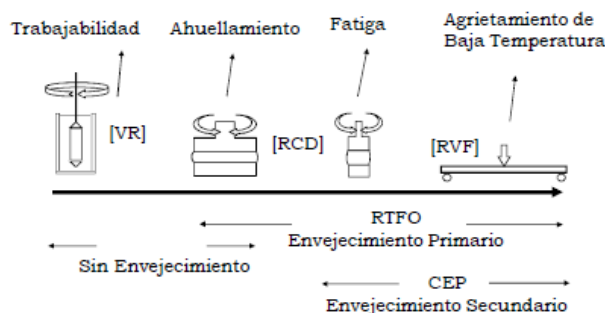 Trabajabilidad
Ahuellamiento
Fatiga
Agrietamiento de
Baja Temperatura
[VR]
[RCD]
[RVF]
RTFO
Envejecimiento Primario
Sin Envejecimiento
CEP
Envejecimiento Secundario